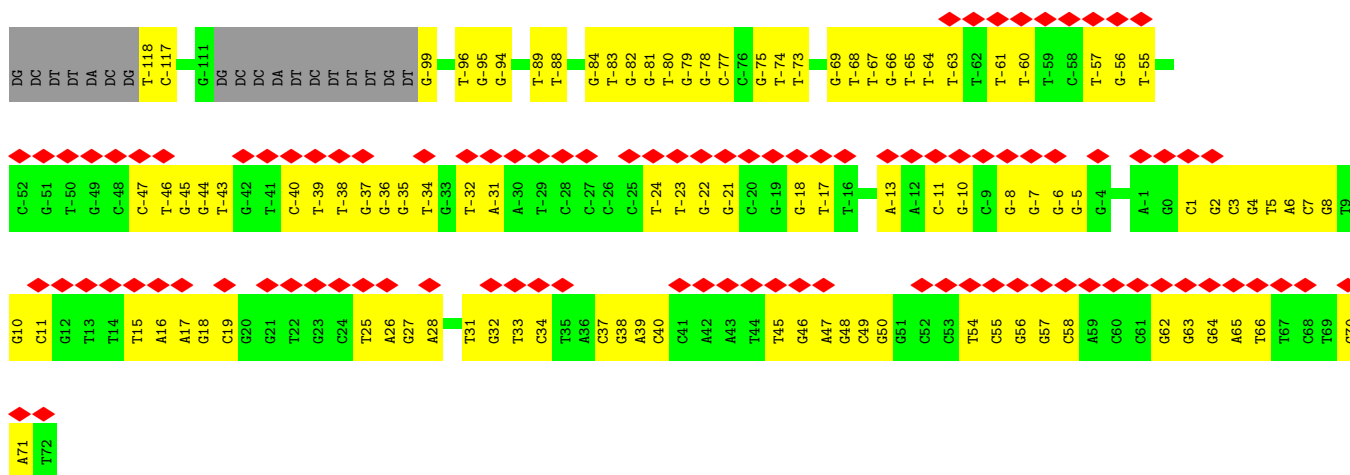 DG DC DT DT DA DC DG T-118 C-117 G-111 DG DC DC DA DT DC DT DT DT DG DT G-99 T-96 G-95 G-94 T-89 T-88 G-84 T-83 G-82 G-81 T-80 G-79 G-78 C-77 C-76 G-75 T-74 T-73 G-69 T-68 T-67 G-66 T-65 T-64 T-63 T-62 T-61 T-60 T-59 C-58 T-57 G-56 T-55
C-52 G-51 T-50 G-49 C-48 C-47 T-46 G-45 G-44 T-43 G-42 T-41 C-40 T-39 T-38 G-37 G-36 G-35 T-34 G-33 T-32 A-31 A-30 T-29 C-28 C-27 C-26 C-25 T-24 T-23 G-22 G-21 C-20 G-19 G-18 T-17 T-16 A-13 A-12 C-11 G-10 C-9 G-8 G-7 G-6 G-5 G-4 A-1 G0 C1 G2 C3 G4 T5 A6 C7 G8 T9
G10 C11 G12 T13 T14 T15 A16 A17 G18 C19 G20 G21 T22 G23 C24 T25 A26 G27 A28 T31 G32 T33 C34 T35 A36 C37 G38 A39 C40 C41 A42 A43 T44 T45 G46 A47 G48 C49 G50 G51 C52 C53 T54 C55 G56 G57 C58 A59 C60 C61 G62 G63 G64 A65 T66 T67 C68 T69
A71 T72